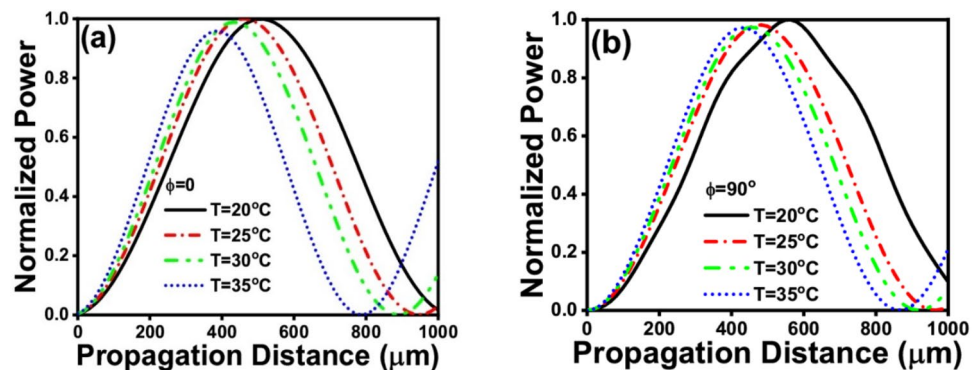 (a)
Normalized Power
1.0
0.8
0.6
0.4
0.2
0.0
ϕ=0
T=20°C
T=25°C
T=30°C
T=35°C
0 200 400 600 800 1000
Propagation Distance (μm)
(b)
Normalized Power
1.0
0.8
0.6
0.4
0.2
0.0
ϕ=90°
T=20°C
T=25°C
T=30°C
T=35°C
0 200 400 600 800 1000
Propagation Distance (μm)